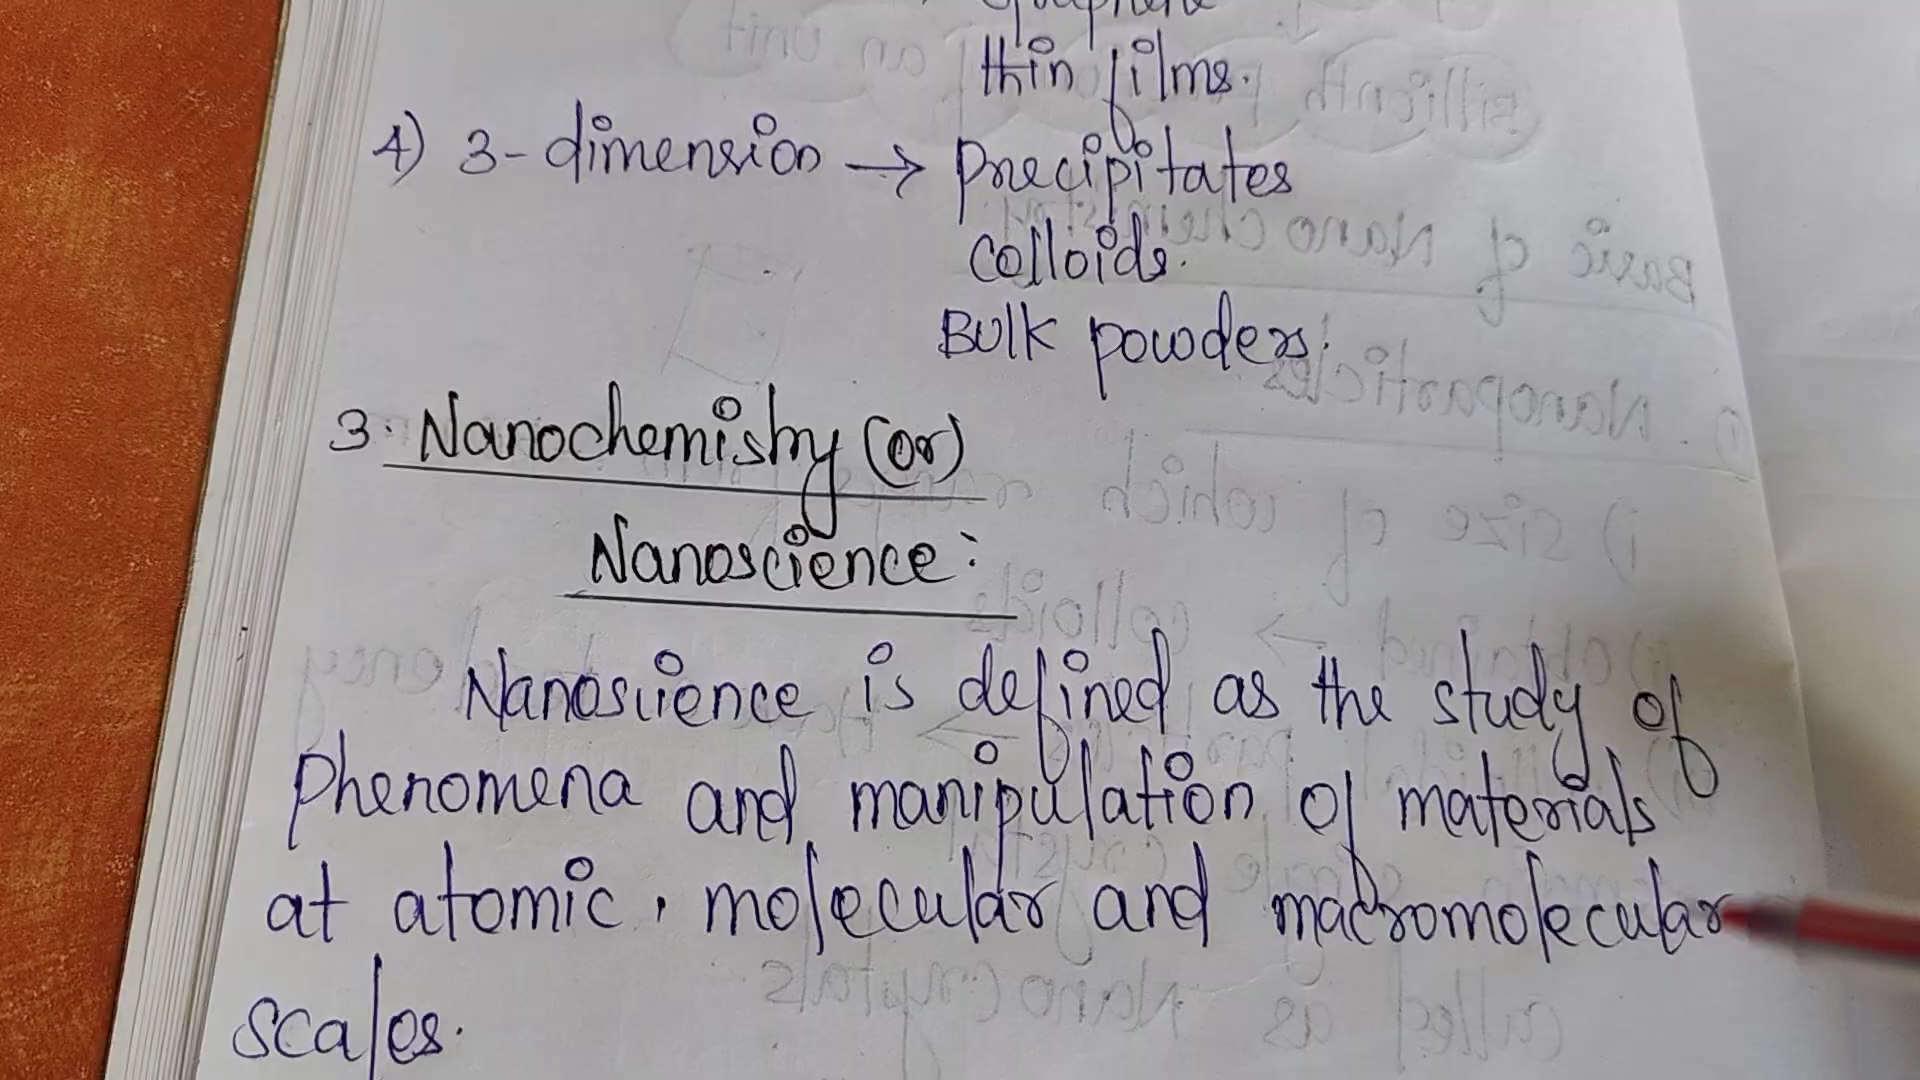 thin films.
4) 3-dimension → Precipitates
Colloids.
Bulk powders.
3. Nanochemistry (or)
Nanoscience:
Nanoscience is defined as the study of
Phenomena and manipulation of materials
at atomic, molecular and macromolecular
scales.